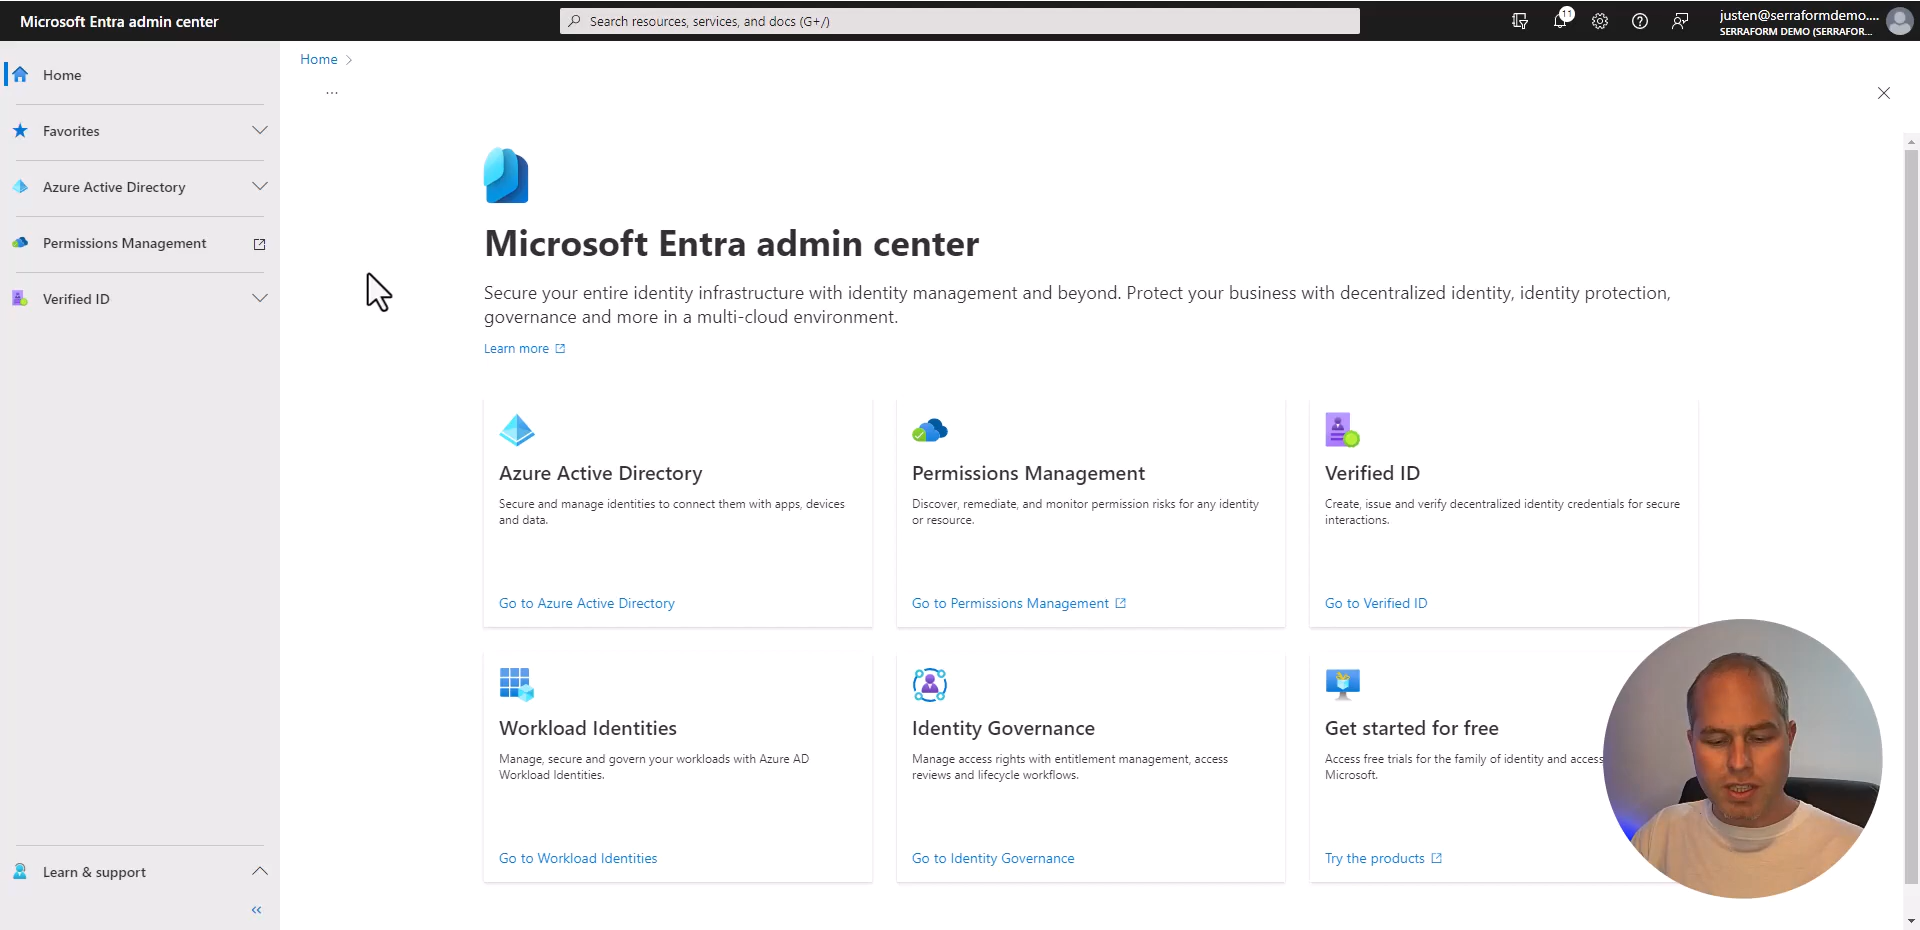 Microsoft Entra admin center
Search resources, services, and docs (G+/)
11
justen@serraformdemo....
SERRAFORM DEMO (SERRAFOR...
Home
Favorites
Azure Active Directory
Permissions Management
Verified ID
Learn & support
«
Home >
...
Microsoft Entra admin center
Secure your entire identity infrastructure with identity management and beyond. Protect your business with decentralized identity, identity protection,
governance and more in a multi-cloud environment.
Learn more
Azure Active Directory
Secure and manage identities to connect them with apps, devices
and data.
Go to Azure Active Directory
Permissions Management
Discover, remediate, and monitor permission risks for any identity
or resource.
Go to Permissions Management
Verified ID
Create, issue and verify decentralized identity credentials for secure
interactions.
Go to Verified ID
Workload Identities
Manage, secure and govern your workloads with Azure AD
Workload Identities.
Go to Workload Identities
Identity Governance
Manage access rights with entitlement management, access
reviews and lifecycle workflows.
Go to Identity Governance
Get started for free
Access free trials for the family of identity and access
Microsoft.
Try the products